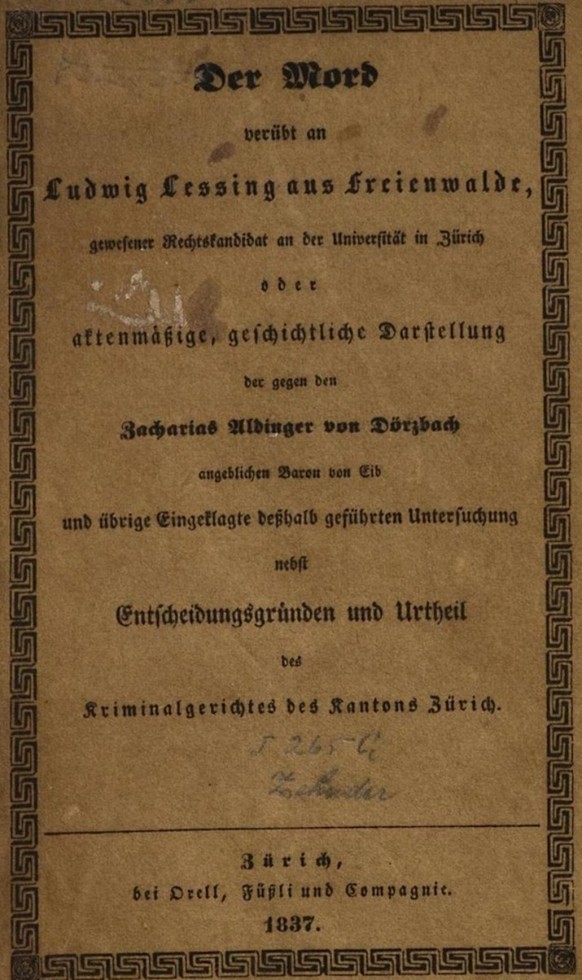 Der Mord
verübt an
Ludwig Lessing aus Freienwalde,
gewesener Rechtskandidat an der Universität in Zürich
oder
aktenmäßige, geschichtliche Darstellung
der gegen den
Zacharias Aldinger von Dörzbach
angeblichen Baron von Eib
und übrige Eingeklagte deßhalb geführten Untersuchung
nebst
Entscheidungsgründen und Urtheil
des
Kriminalgerichtes des Kantons Zürich.
Zürich,
bei Orell, Füßli und Compagnie.
1837.